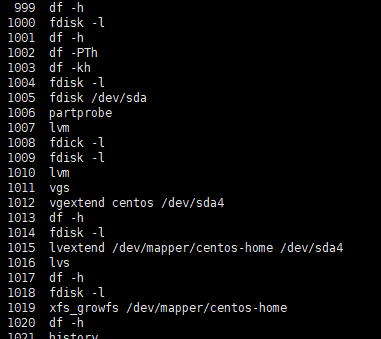 999 df -h
1000 fdisk -l
1001 df -h
1002 df -PTh
1003 df -kh
1004 fdisk -l
1005 fdisk /dev/sda
1006 partprobe
1007 lvm
1008 fdick -l
1009 fdisk -l
1010 lvm
1011 vgs
1012 vgextend centos /dev/sda4
1013 df -h
1014 fdisk -l
1015 lvextend /dev/mapper/centos-home /dev/sda4
1016 lvs
1017 df -h
1018 fdisk -l
1019 xfs_growfs /dev/mapper/centos-home
1020 df -h
1021 history